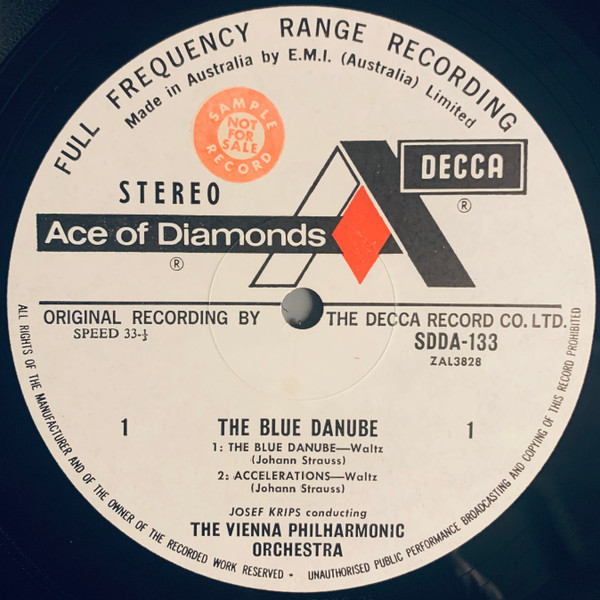 FULL FREQUENCY RANGE RECORDING
Made in Australia by E.M.I. (Australia) Limited
SAMPLE
NOT
FOR
SALE
RECORD
DECCA
®
STEREO
Ace of Diamonds
®
ORIGINAL RECORDING BY THE DECCA RECORD CO. LTD.
SPEED 33-⅓
SDDA-133
ZAL3828
1 THE BLUE DANUBE 1
1: THE BLUE DANUBE—Waltz
(Johann Strauss)
2: ACCELERATIONS—Waltz
(Johann Strauss)
JOSEF KRIPS conducting
THE VIENNA PHILHARMONIC
ORCHESTRA
ALL RIGHTS OF THE MANUFACTURER AND OF THE OWNER OF THE RECORDED WORK RESERVED • UNAUTHORISED PUBLIC PERFORMANCE BROADCASTING AND COPYING OF THIS RECORD PROHIBITED